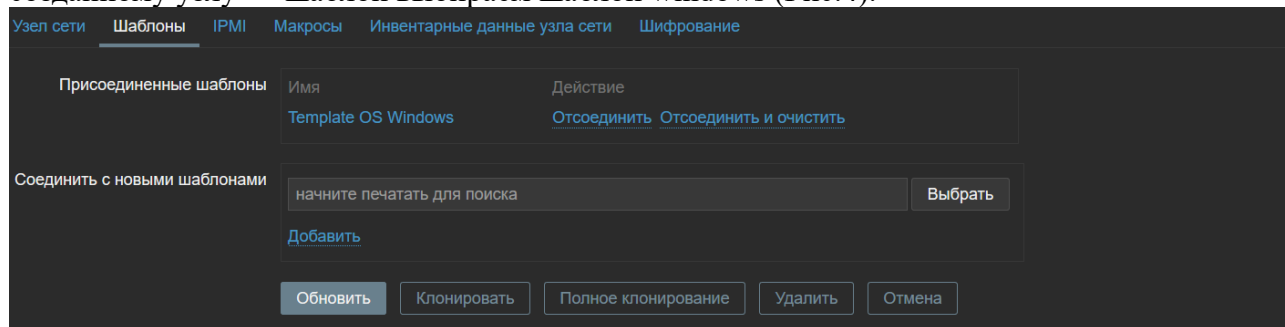 Узел сети Шаблоны IPMI Макросы Инвентарные данные узла сети Шифрование
Присоединенные шаблоны Имя Действие
Template OS Windows Отсоединить Отсоединить и очистить
Соединить с новыми шаблонами начните печатать для поиска Выбрать
Добавить
Обновить Клонировать Полное клонирование Удалить Отмена